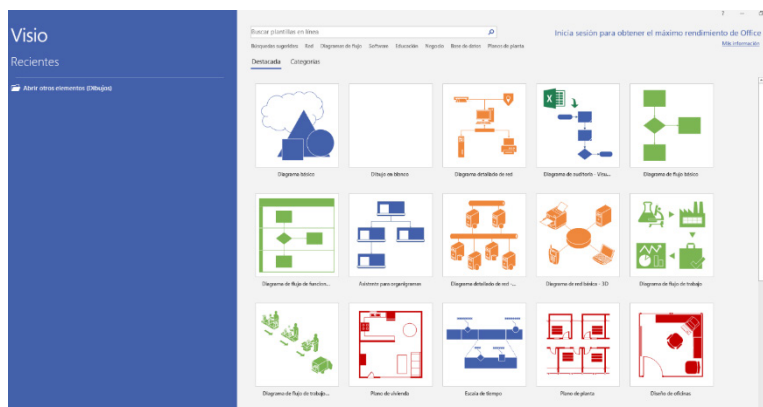 Visio
Recientes
Abrir otros elementos (Dibujos)
Buscar plantillas en línea
Inicia sesión para obtener el máximo rendimiento de Office
Más información
Búsquedas sugeridas: Red Diagramas de flujo Software Educación Negocio Base de datos Planos de planta
Destacada Categorías
Diagrama básico
Dibujo en blanco
Diagrama detallado de red
Diagrama de auditoría - Visu...
Diagrama de flujo básico
Diagrama de flujo de funcion...
Asistente para organigramas
Diagrama detallado de red -...
Diagrama de red básico - 3D
Diagrama de flujo de trabajo
Diagrama de flujo de trabajo...
Plano de vivienda
Escala de tiempo
Plano de planta
Diseño de oficinas